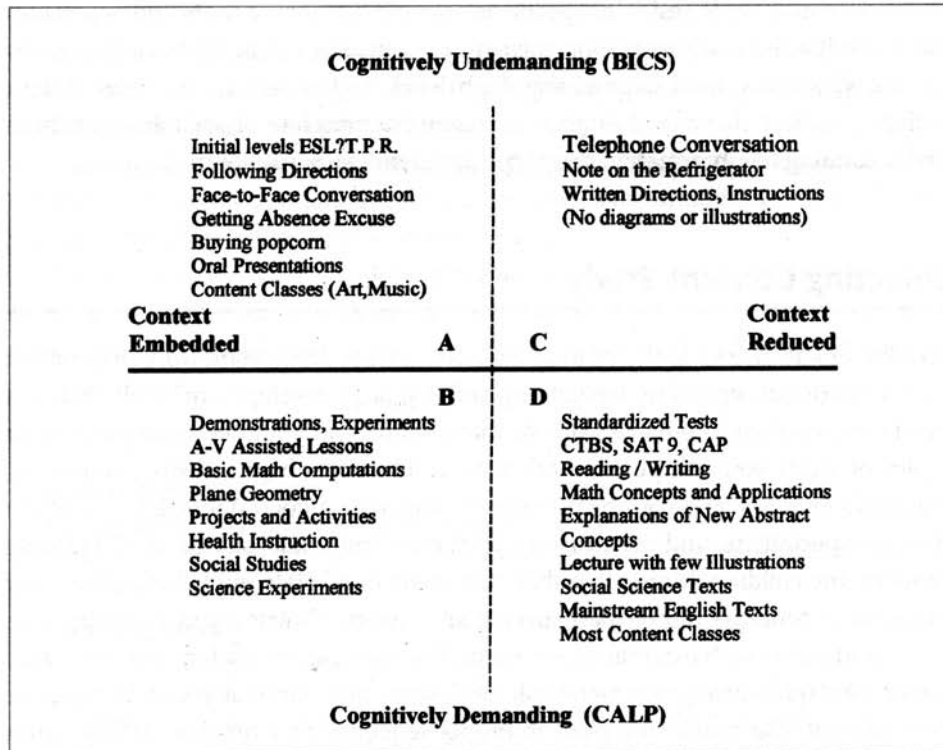 Cognitively Undemanding (BICS)
Initial levels ESL?T.P.R.
Following Directions
Face-to-Face Conversation
Getting Absence Excuse
Buying popcorn
Oral Presentations
Content Classes (Art,Music)
Telephone Conversation
Note on the Refrigerator
Written Directions, Instructions
(No diagrams or illustrations)
Context
Embedded
A
C
Context
Reduced
B
D
Demonstrations, Experiments
A-V Assisted Lessons
Basic Math Computations
Plane Geometry
Projects and Activities
Health Instruction
Social Studies
Science Experiments
Standardized Tests
CTBS, SAT 9, CAP
Reading / Writing
Math Concepts and Applications
Explanations of New Abstract
Concepts
Lecture with few Illustrations
Social Science Texts
Mainstream English Texts
Most Content Classes
Cognitively Demanding (CALP)